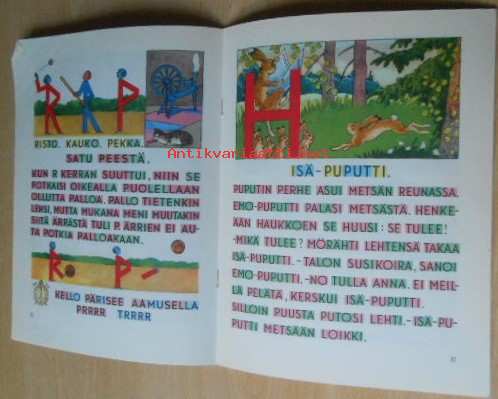 R K P
RISTO. KAUKO. PEKKA.
SATU PEESTÄ.
KUN R KERRAN SUUTTUI, NIIN SE
POTKAISI OIKEALLA PUOLELLAAN
OLLUTTA PALLOA. PALLO TIETENKIN
LENSI, MUTTA MUKANA MENI MUUTAKIN
SIITÄ ÄRRÄSTÄ TULI P. ÄRRIEN EI AU-
TA POTKIA PALLOAKAAN.
R P
KELLO PÄRISEE AAMUSELLA
PRRRR TRRRR
H
ISÄ-PUPUTTI.
PUPUTIN PERHE ASUI METSÄN REUNASSA.
EMO-PUPUTTI PALASI METSÄSTÄ. HENKE-
ÄÄN HAUKKOEN SE HUUSI: SE TULEE!
-MIKÄ TULEE? MÖRÄHTI LEHTENSÄ TAKAA
ISÄ-PUPUTTI. - TALON SUSIKOIRA, SANOI
EMO-PUPUTTI. - NO TULLA ANNA. EI MEIL-
LÄ PELÄTÄ, KERSKUI ISÄ-PUPUTTI.
SILLOIN PUUSTA PUTOSI LEHTI. - ISÄ-PU-
PUTTI METSÄÄN LOIKKI.